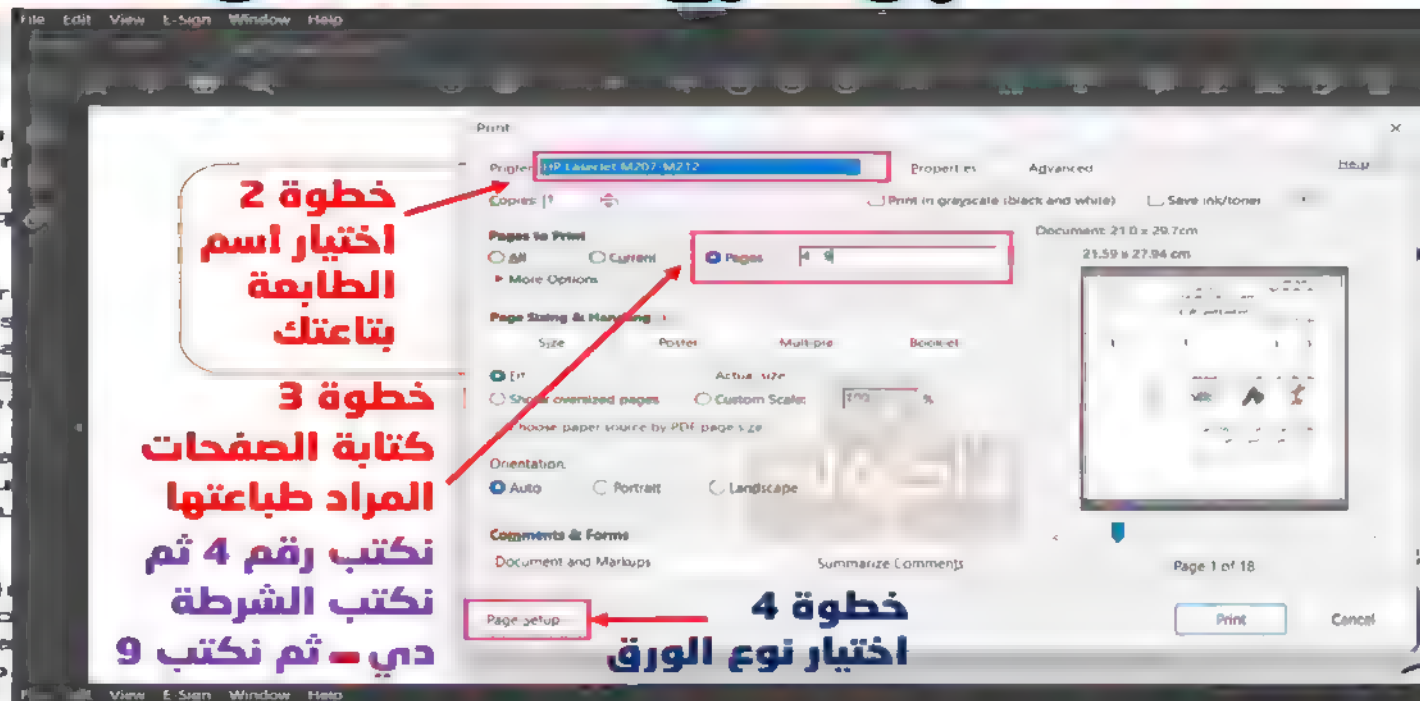 File Edit View E-Sign Window Help
Print
Printer: HP LaserJet M207-M212 Properties Advanced Help
Copies: Print in grayscale (black and white) Save ink/toner
Pages to Print
All Current Pages 4 9
More Options
Document: 21.0 x 29.7cm
21.59 x 27.94 cm
Page Sizing & Handling
Size Poster Multiple Booklet
Fit Actual size
Shrink oversized pages Custom Scale: 100 %
Choose paper source by PDF page size
Orientation:
Auto Portrait Landscape
Comments & Forms
Document and Markups Summarize Comments
Page 1 of 18
Page Setup Print Cancel
خطوة 2
اختيار اسم
الطابعة
بتاعتك
خطوة 3
كتابة الصفحات
المراد طباعتها
نكتب رقم 4 ثم
نكتب الشرطة
دي – ثم نكتب 9
خطوة 4
اختيار نوع الورق
View E-Sign Window Help